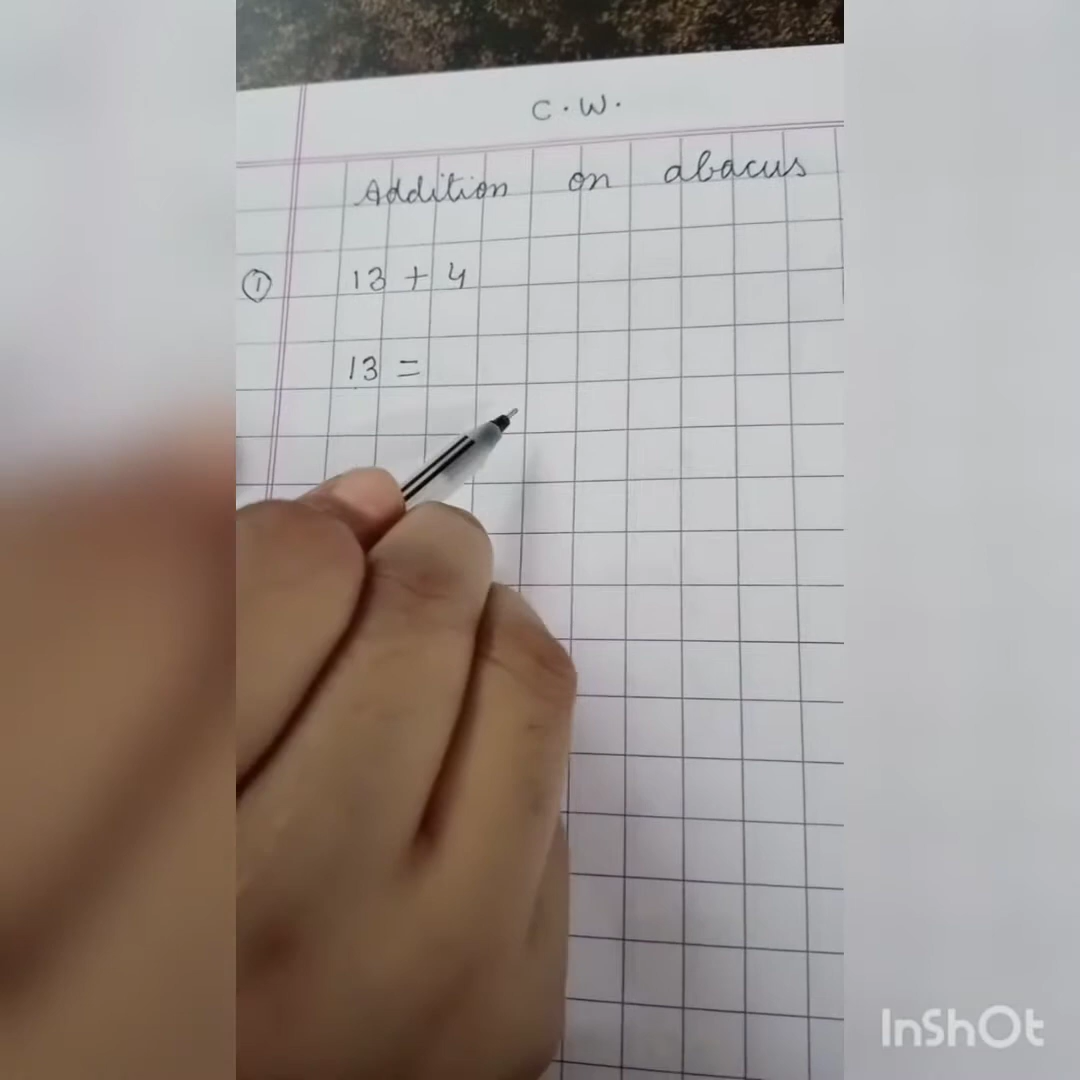 C.W.
Addition on abacus
① 13 + 4
13 =
InShOt